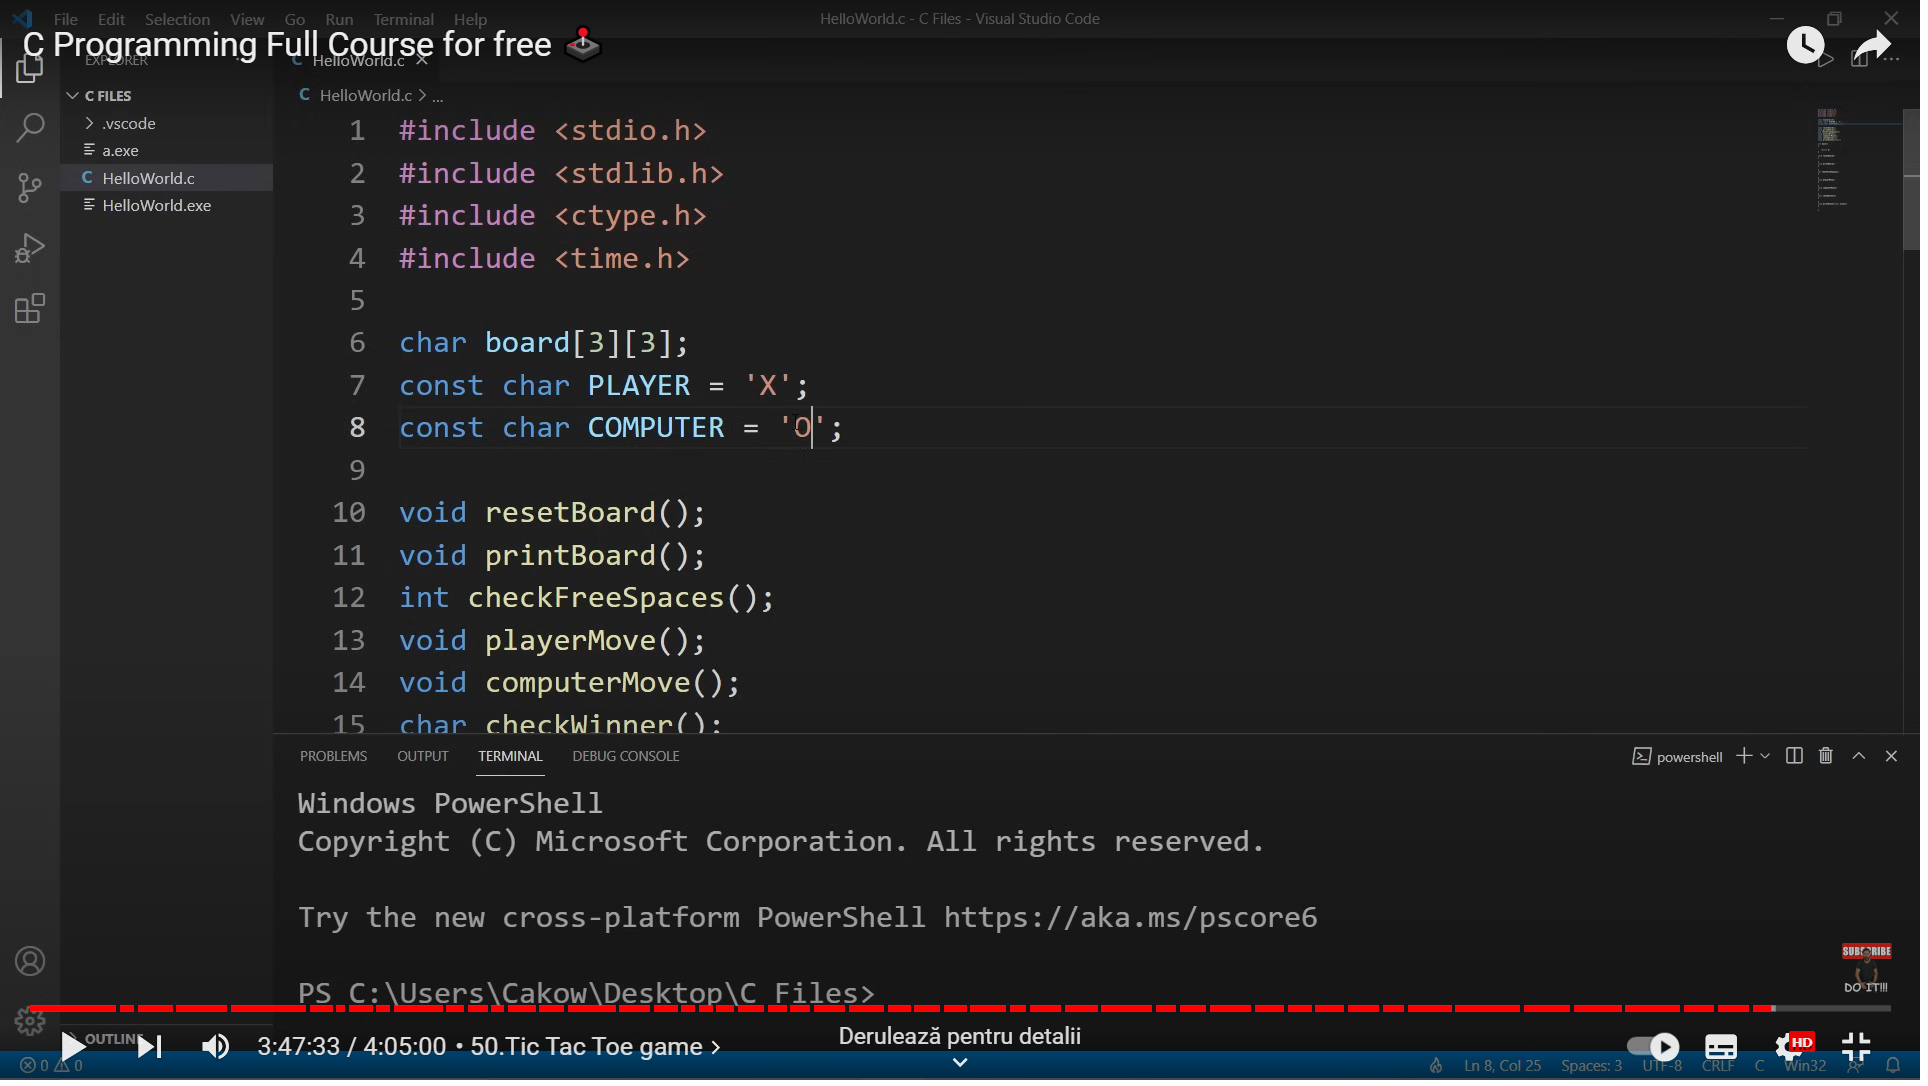 File Edit Selection View Go Run Terminal Help
HelloWorld.c - C Files - Visual Studio Code
C Programming Full Course for free
EXPLORER
HelloWorld.c
C FILES
HelloWorld.c > ...
.vscode
a.exe
HelloWorld.c
HelloWorld.exe
1 #include <stdio.h>
2 #include <stdlib.h>
3 #include <ctype.h>
4 #include <time.h>
5
6 char board[3][3];
7 const char PLAYER = 'X';
8 const char COMPUTER = 'O';
9
10 void resetBoard();
11 void printBoard();
12 int checkFreeSpaces();
13 void playerMove();
14 void computerMove();
15 char checkWinner();
PROBLEMS OUTPUT TERMINAL DEBUG CONSOLE
powershell
Windows PowerShell
Copyright (C) Microsoft Corporation. All rights reserved.
Try the new cross-platform PowerShell https://aka.ms/pscore6
PS C:\Users\Cakow\Desktop\C Files>
SUBSCRIBE
DO IT!!!
OUTLINE
3:47:33 / 4:05:00 • 50.Tic Tac Toe game >
Derulează pentru detalii
HD
0 0
Ln 8, Col 25 Spaces: 3 UTF-8 CRLF C Win32